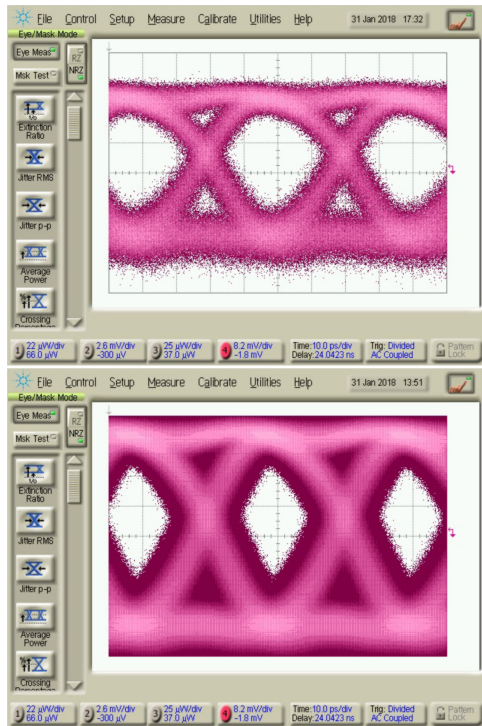 File Control Setup Measure Calibrate Utilities Help 31 Jan 2018 17:32
Eye/Mask Mode
Eye Meas
RZ
NRZ
Msk Test
Extinction
Ratio
Jitter RMS
Jitter p-p
Average
Power
Crossing
Percentage
1) 22 µW/div
66.0 µW
2) 2.6 mV/div
-300 µV
3) 25 µW/div
37.0 µW
4) 8.2 mV/div
-1.8 mV
Time:10.0 ps/div
Delay:24.0423 ns
Trig: Divided
AC Coupled
Pattern
Lock
File Control Setup Measure Calibrate Utilities Help 31 Jan 2018 13:51
Eye/Mask Mode
Eye Meas
RZ
NRZ
Msk Test
Extinction
Ratio
Jitter RMS
Jitter p-p
Average
Power
Crossing
Percentage
1) 22 µW/div
66.0 µW
2) 2.6 mV/div
-300 µV
3) 25 µW/div
37.0 µW
4) 8.2 mV/div
-1.8 mV
Time:10.0 ps/div
Delay:24.0423 ns
Trig: Divided
AC Coupled
Pattern
Lock